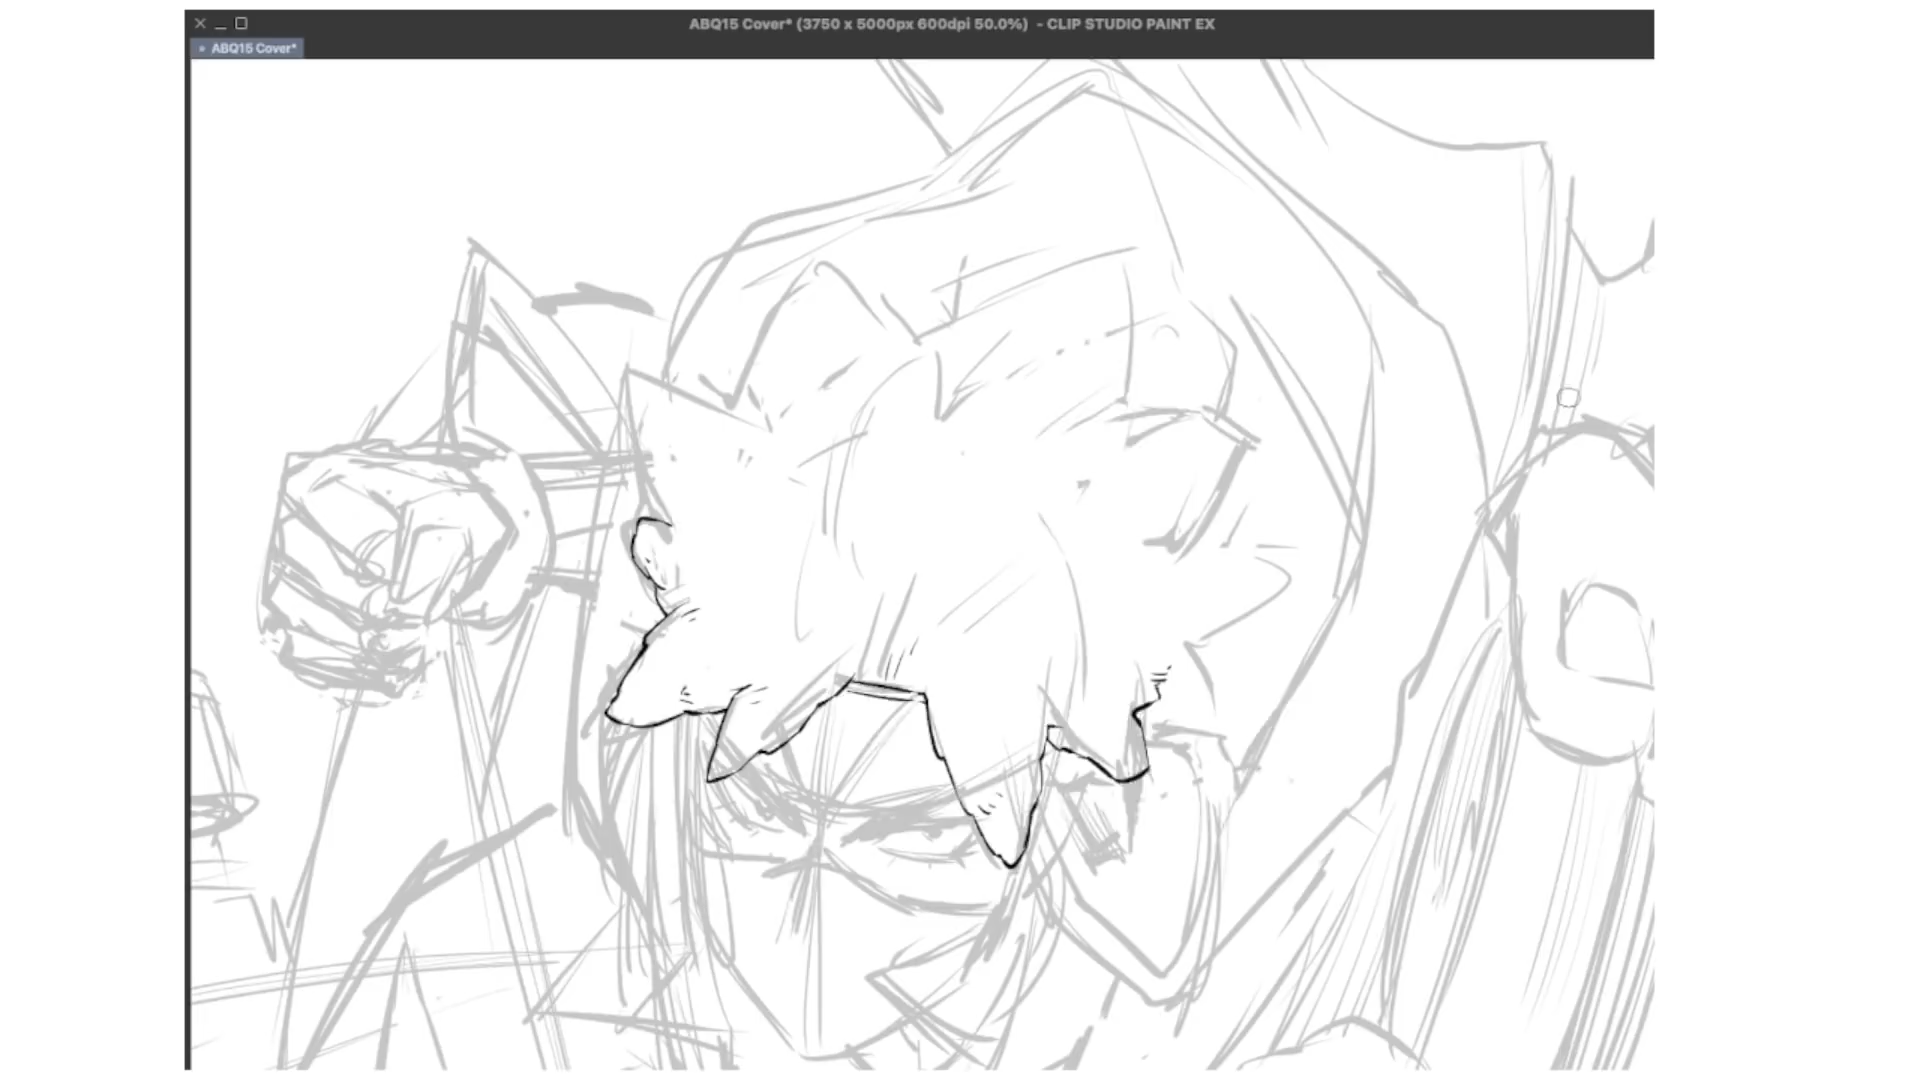 ABQ15 Cover* (3750 x 5000px 600dpi 50.0%) - CLIP STUDIO PAINT EX
ABQ15 Cover*